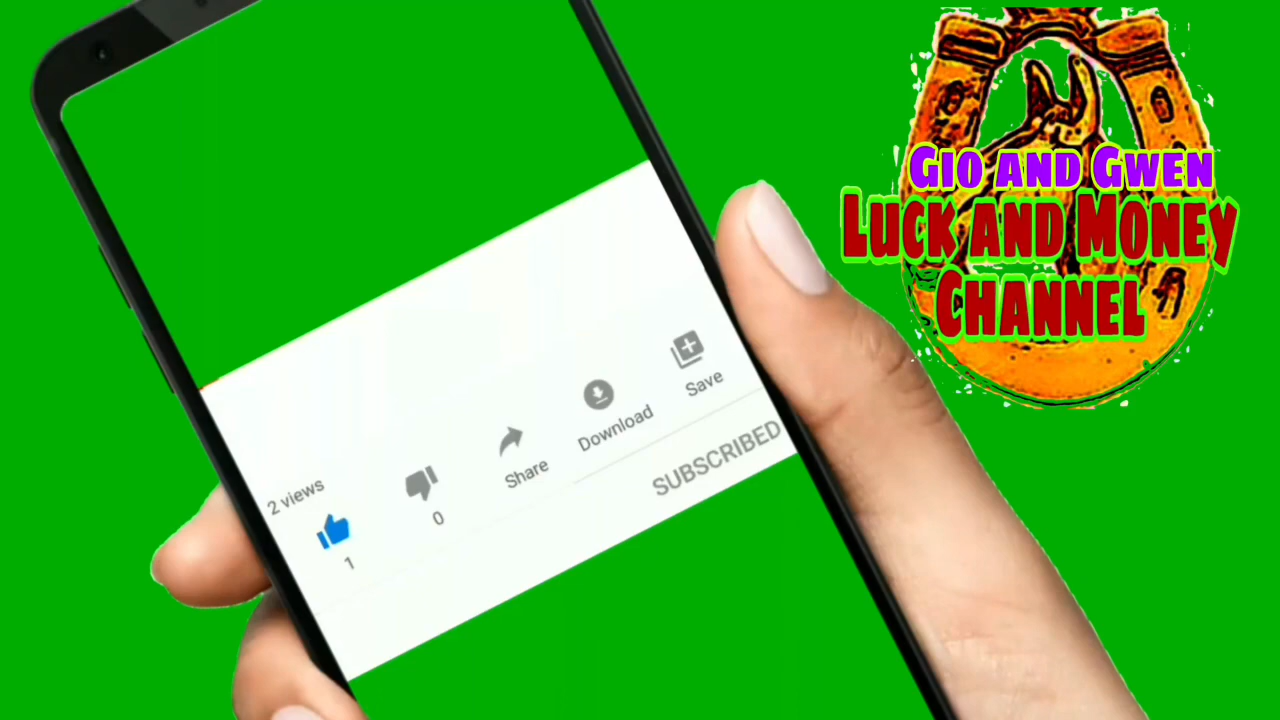 Gio and Gwen
Luck and Money
Channel
2 views
1
0
Share
Download
Save
SUBSCRIBED